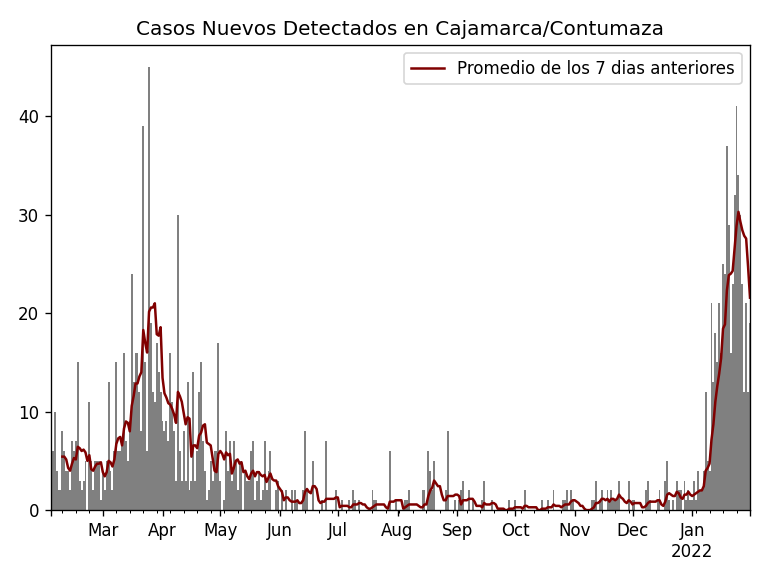 Casos Nuevos Detectados en Cajamarca/Contumaza
Promedio de los 7 dias anteriores
40
30
20
10
0
Mar Apr May Jun Jul Aug Sep Oct Nov Dec Jan
2022